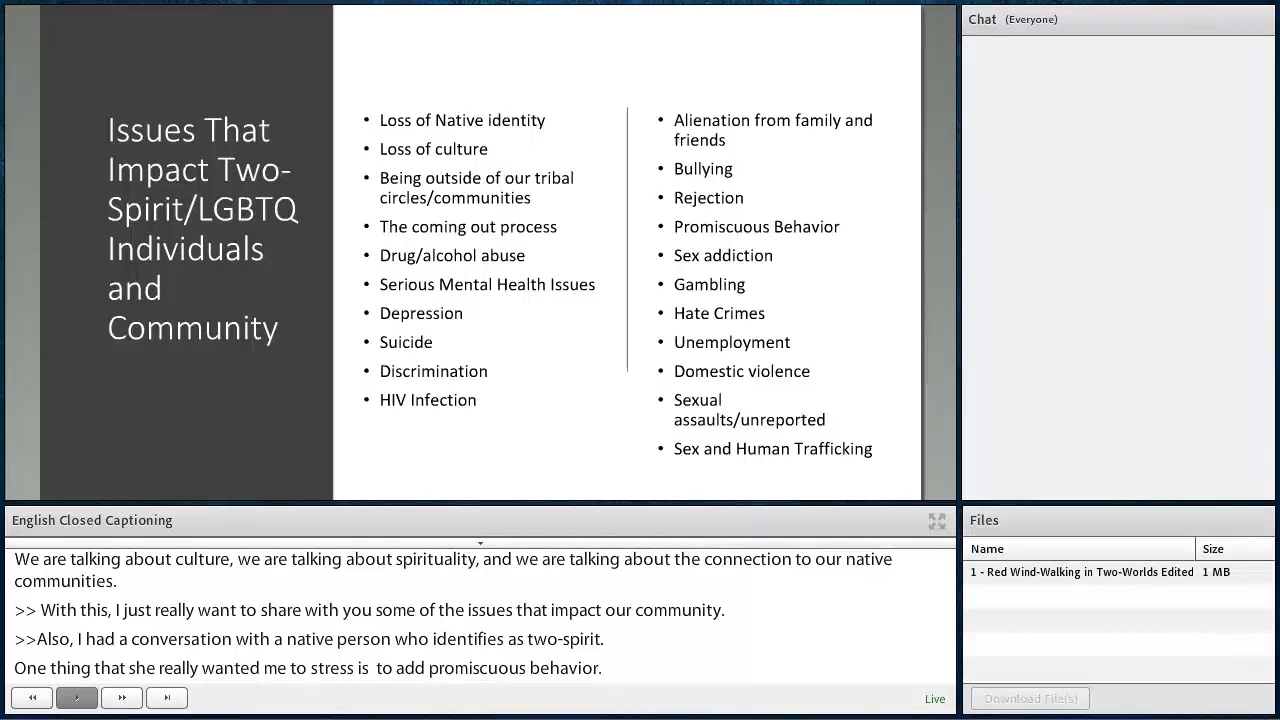 Issues That
Impact Two-
Spirit/LGBTQ
Individuals
and
Community
• Loss of Native identity
• Loss of culture
• Being outside of our tribal
circles/communities
• The coming out process
• Drug/alcohol abuse
• Serious Mental Health Issues
• Depression
• Suicide
• Discrimination
• HIV Infection
• Alienation from family and
friends
• Bullying
• Rejection
• Promiscuous Behavior
• Sex addiction
• Gambling
• Hate Crimes
• Unemployment
• Domestic violence
• Sexual
assaults/unreported
• Sex and Human Trafficking
Chat (Everyone)
English Closed Captioning
We are talking about culture, we are talking about spirituality, and we are talking about the connection to our native
communities.
>> With this, I just really want to share with you some of the issues that impact our community.
>>Also, I had a conversation with a native person who identifies as two-spirit.
One thing that she really wanted me to stress is to add promiscuous behavior.
Live
Files
Name Size
1 - Red Wind-Walking in Two-Worlds Edited 1 MB
Download File(s)